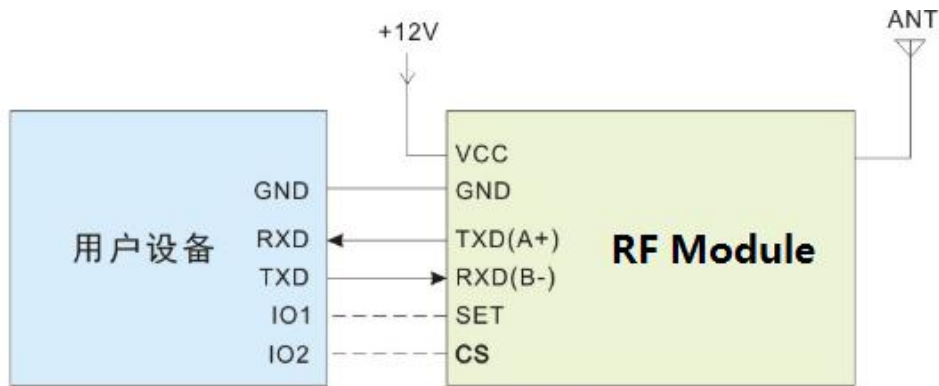 ANT
+12V
VCC
GND GND
RXD TXD(A+)
用户设备 RF Module
TXD RXD(B-)
IO1 SET
IO2 CS